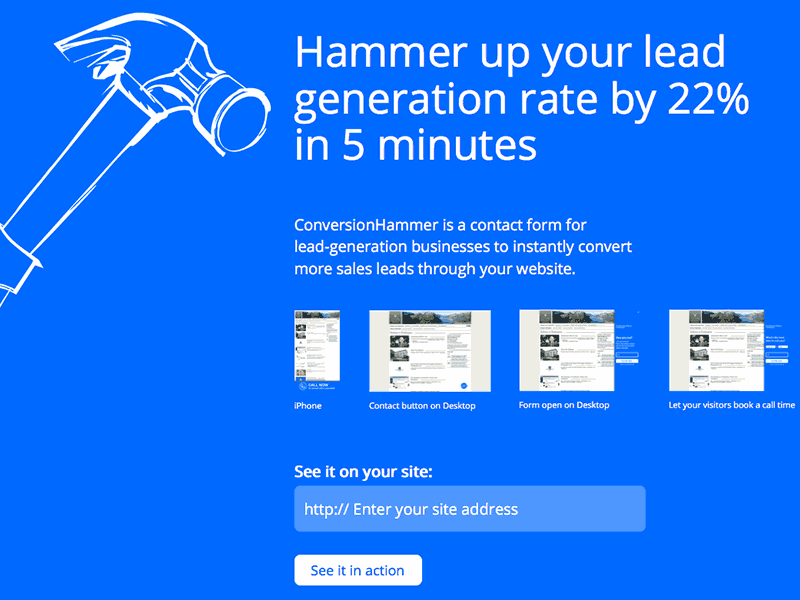 Hammer up your lead
generation rate by 22%
in 5 minutes
ConversionHammer is a contact form for
lead-generation businesses to instantly convert
more sales leads through your website.
CALL NOW
iPhone
Contact button on Desktop
Form open on Desktop
Let your visitors book a call time
See it on your site:
http:// Enter your site address
See it in action